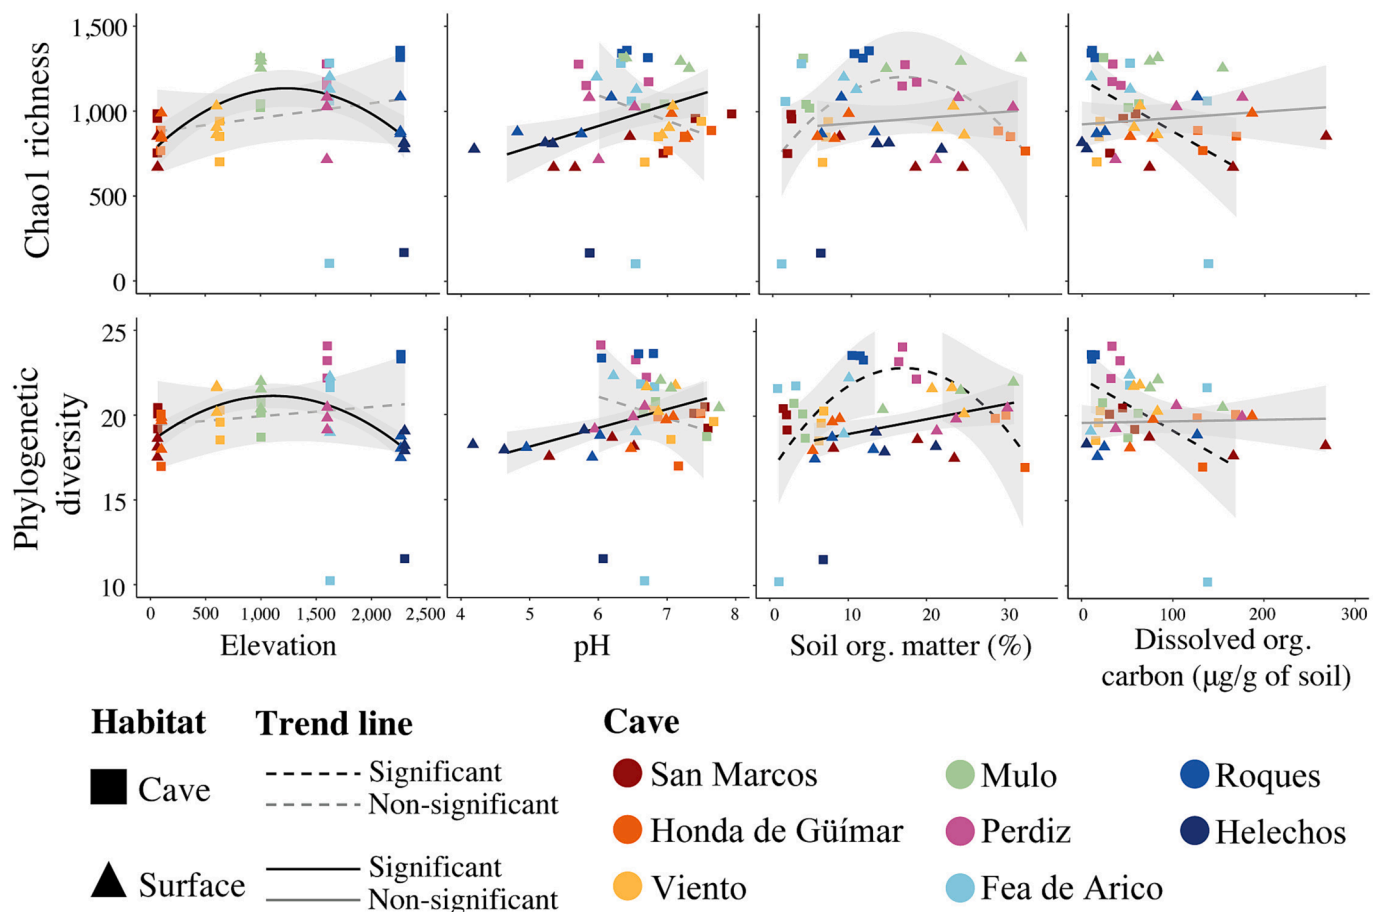 Chao1 richness
1,500
1,000
500
0
Phylogenetic
diversity
25
20
15
10
0 500 1,000 1,500 2,000 2,500
Elevation
4 5 6 7 8
pH
0 10 20 30
Soil org. matter (%)
0 100 200 300
Dissolved org.
carbon (µg/g of soil)
Habitat
Cave
Surface
Trend line
Significant
Non-significant
Significant
Non-significant
Cave
San Marcos
Honda de Güímar
Viento
Mulo
Perdiz
Fea de Arico
Roques
Helechos